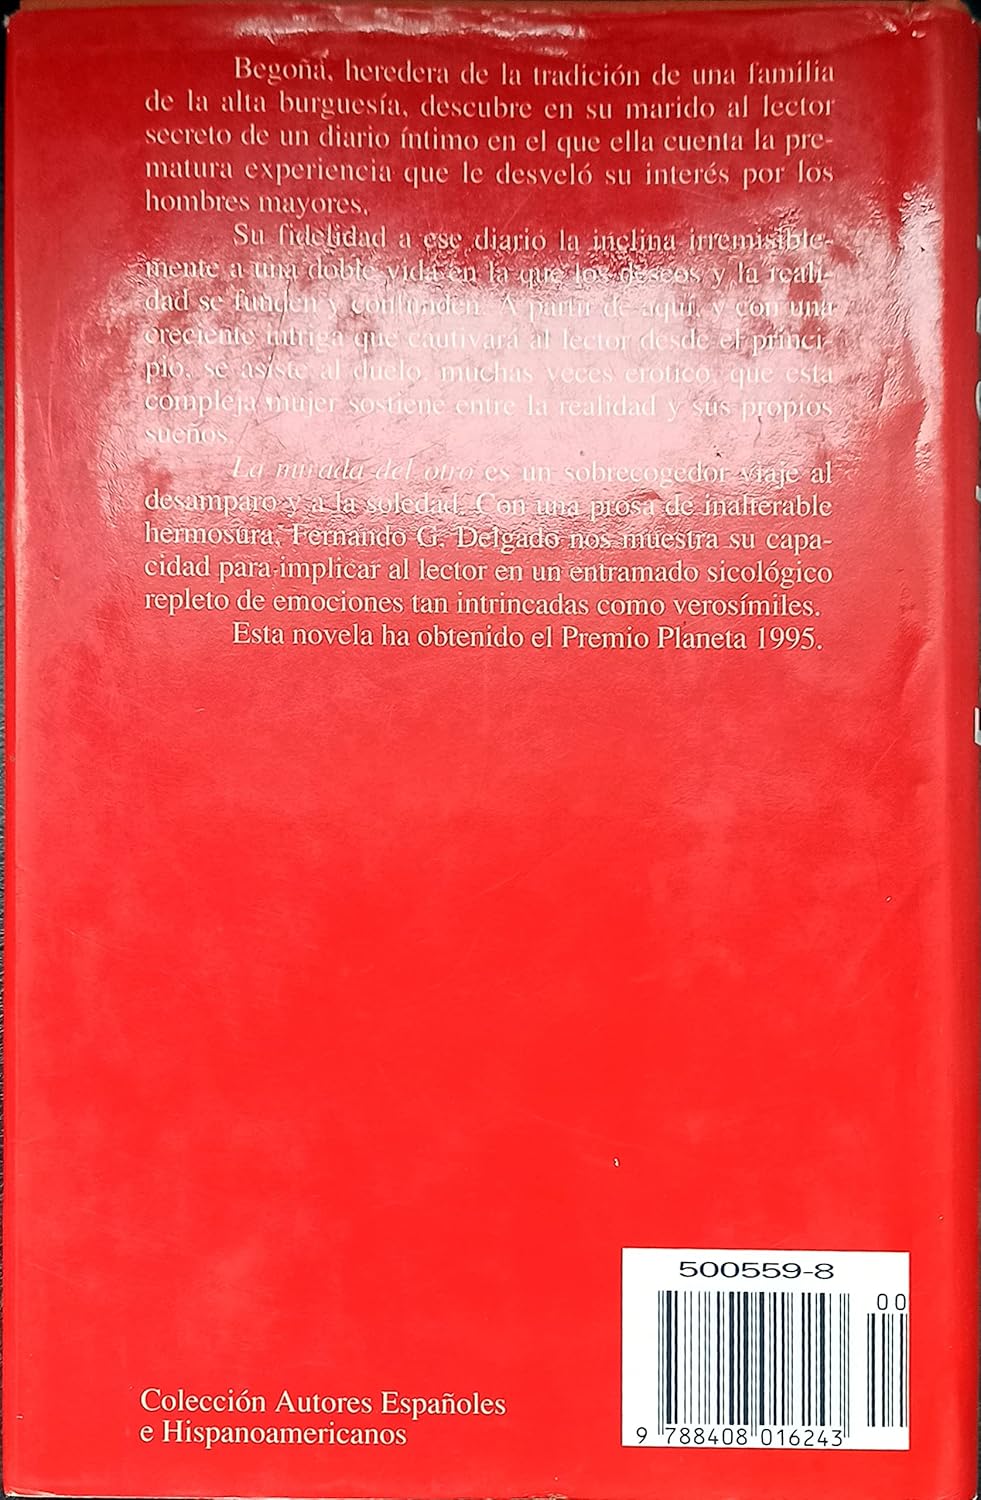 Begoña, heredera de la tradición de una familia
de la alta burguesía, descubre en su marido al lector
secreto de un diario íntimo en el que ella cuenta la pre-
matura experiencia que le desveló su interés por los
hombres mayores.
Su fidelidad a ese diario la inclina irremisible-
mente a una doble vida en la que los deseos y la reali-
dad se funden y confunden. A partir de aquí, y con una
creciente intriga que cautivará al lector desde el princi-
pio, se asiste al duelo, muchas veces erótico, que esta
compleja mujer sostiene entre la realidad y sus propios
sueños.
La mirada del otro es un sobrecogedor viaje al
desamparo y a la soledad. Con una prosa de inalterable
hermosura, Fernando G. Delgado nos muestra su capa-
cidad para implicar al lector en un entramado sicológico
repleto de emociones tan intrincadas como verosímiles.
Esta novela ha obtenido el Premio Planeta 1995.
Colección Autores Españoles
e Hispanoamericanos
500559-8
00
9 788408 016243